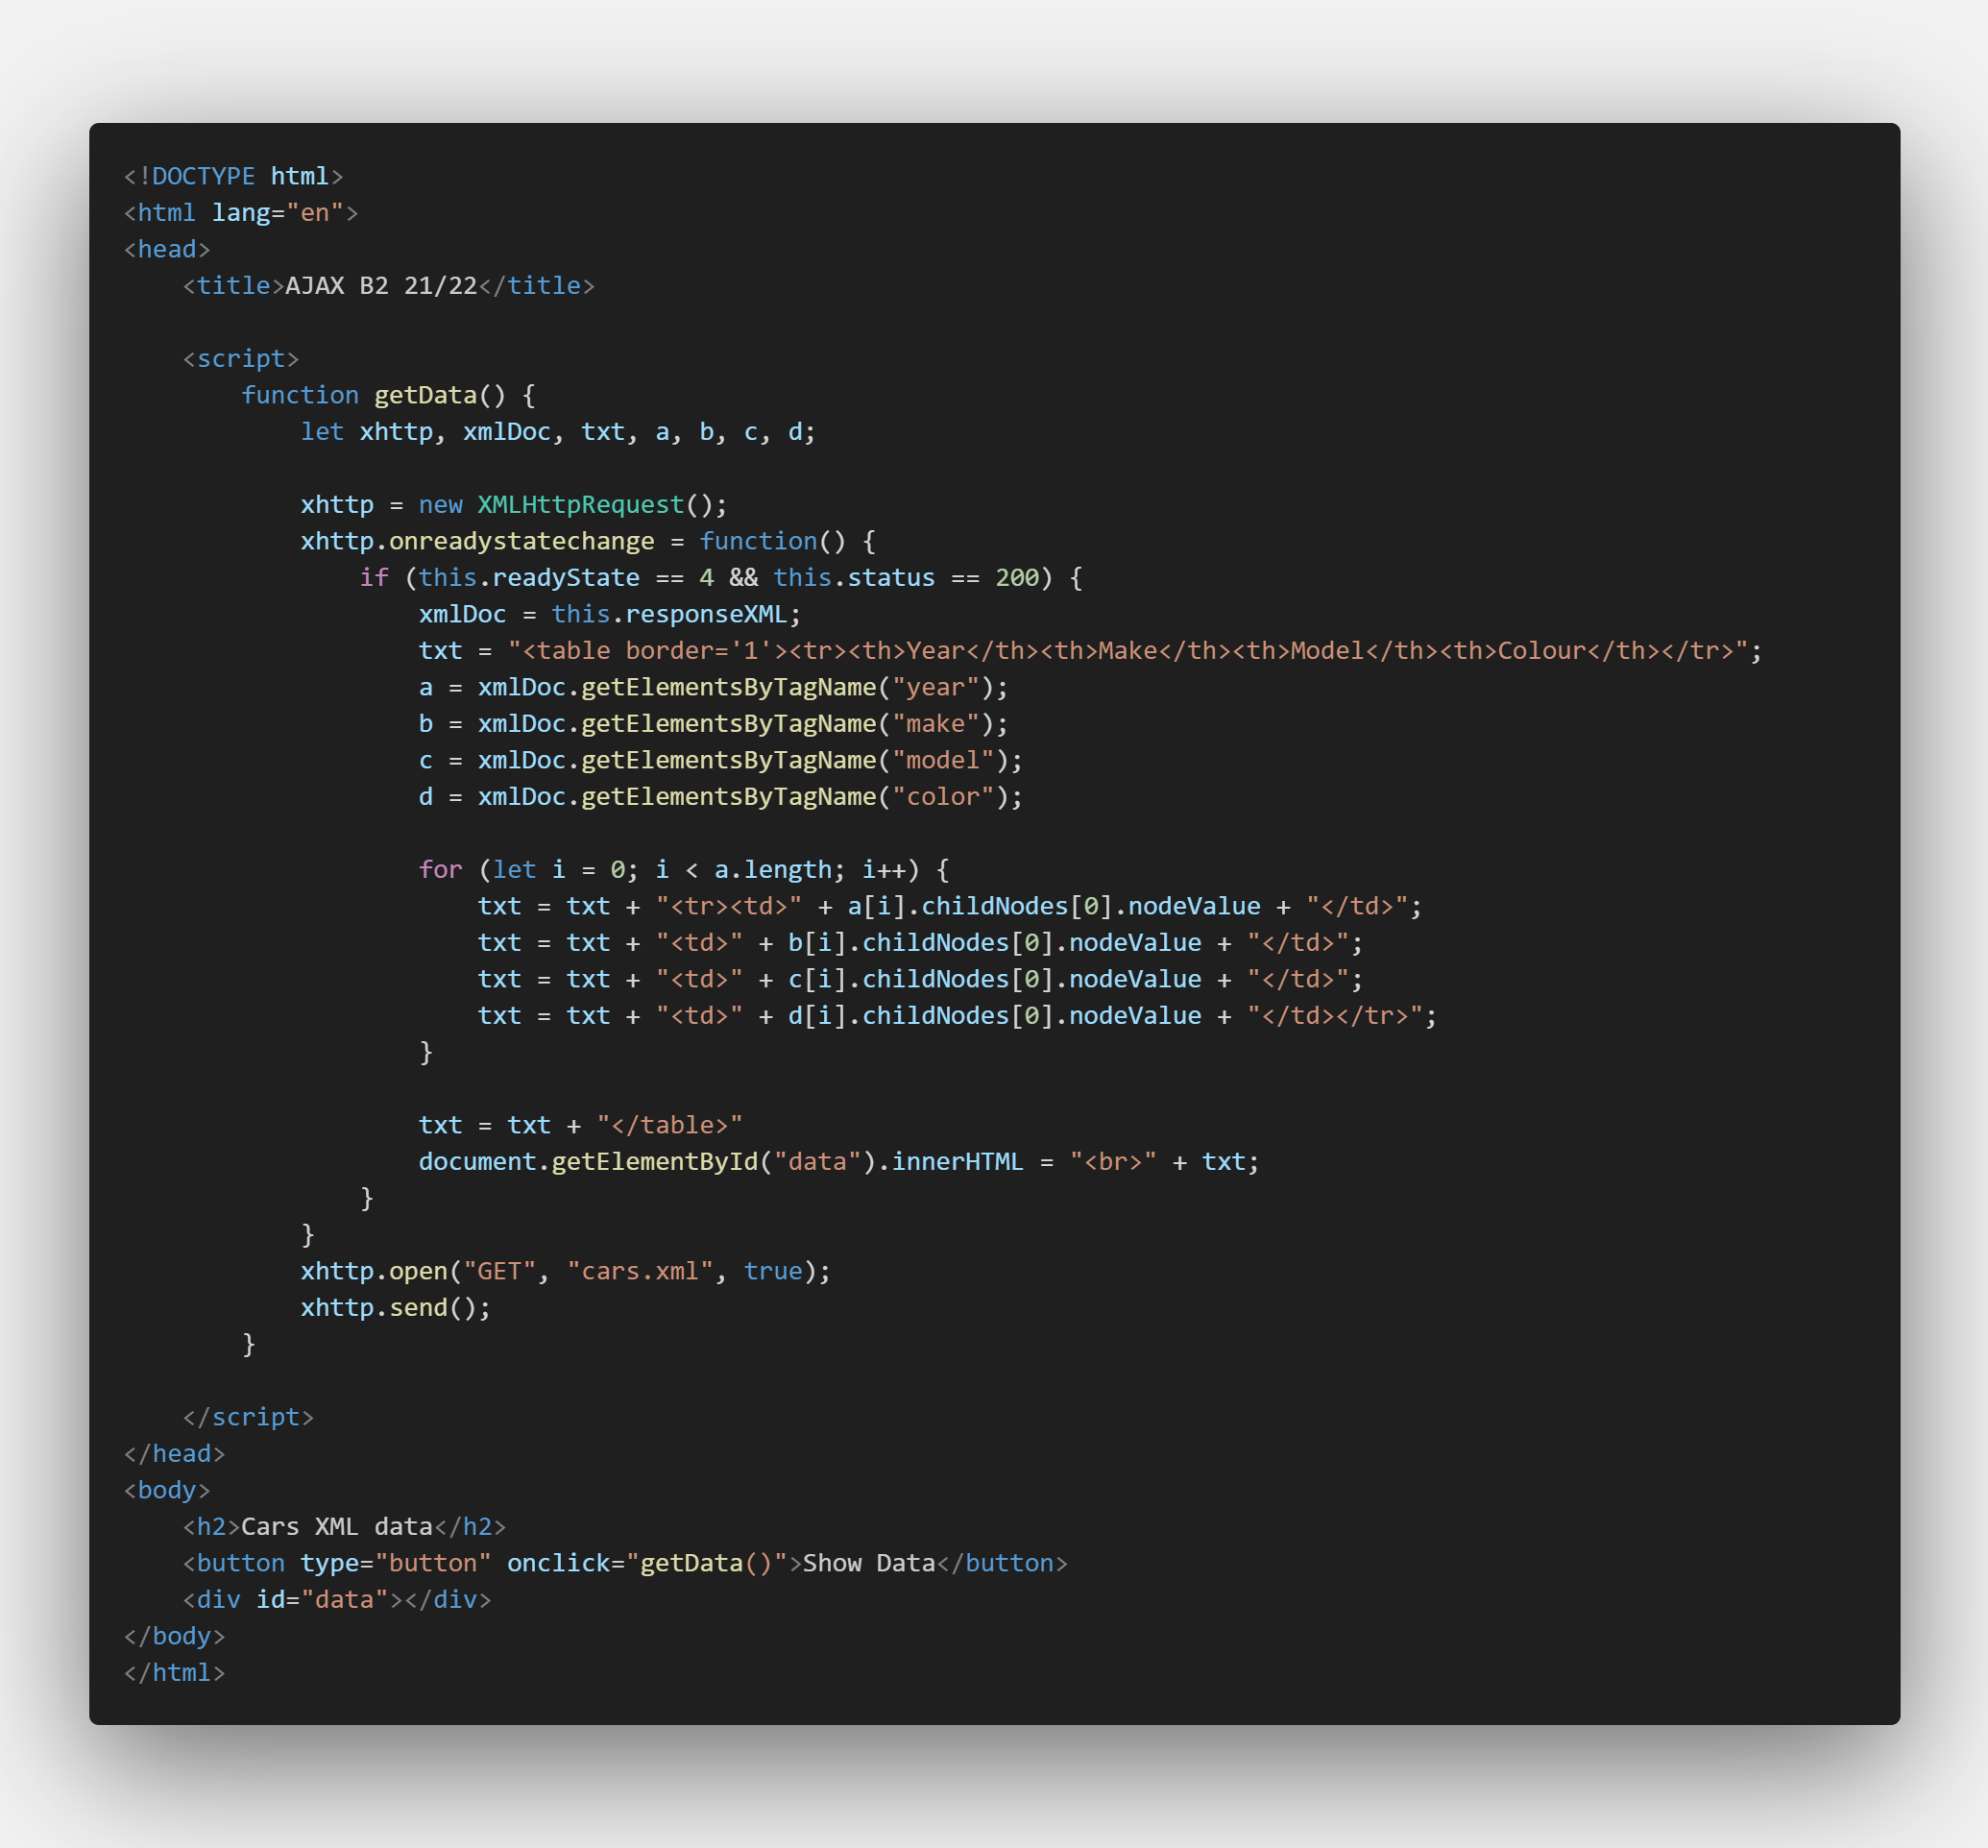 <!DOCTYPE html>
<html lang="en">
<head>
    <title>AJAX B2 21/22</title>

    <script>
        function getData() {
            let xhttp, xmlDoc, txt, a, b, c, d;

            xhttp = new XMLHttpRequest();
            xhttp.onreadystatechange = function() {
                if (this.readyState == 4 && this.status == 200) {
                    xmlDoc = this.responseXML;
                    txt = "<table border='1'><tr><th>Year</th><th>Make</th><th>Model</th><th>Colour</th></tr>";
                    a = xmlDoc.getElementsByTagName("year");
                    b = xmlDoc.getElementsByTagName("make");
                    c = xmlDoc.getElementsByTagName("model");
                    d = xmlDoc.getElementsByTagName("color");

                    for (let i = 0; i < a.length; i++) {
                        txt = txt + "<tr><td>" + a[i].childNodes[0].nodeValue + "</td>";
                        txt = txt + "<td>" + b[i].childNodes[0].nodeValue + "</td>";
                        txt = txt + "<td>" + c[i].childNodes[0].nodeValue + "</td>";
                        txt = txt + "<td>" + d[i].childNodes[0].nodeValue + "</td></tr>";
                    }

                    txt = txt + "</table>"
                    document.getElementById("data").innerHTML = "<br>" + txt;
                }
            }
            xhttp.open("GET", "cars.xml", true);
            xhttp.send();
        }

    </script>
</head>
<body>
    <h2>Cars XML data</h2>
    <button type="button" onclick="getData()">Show Data</button>
    <div id="data"></div>
</body>
</html>